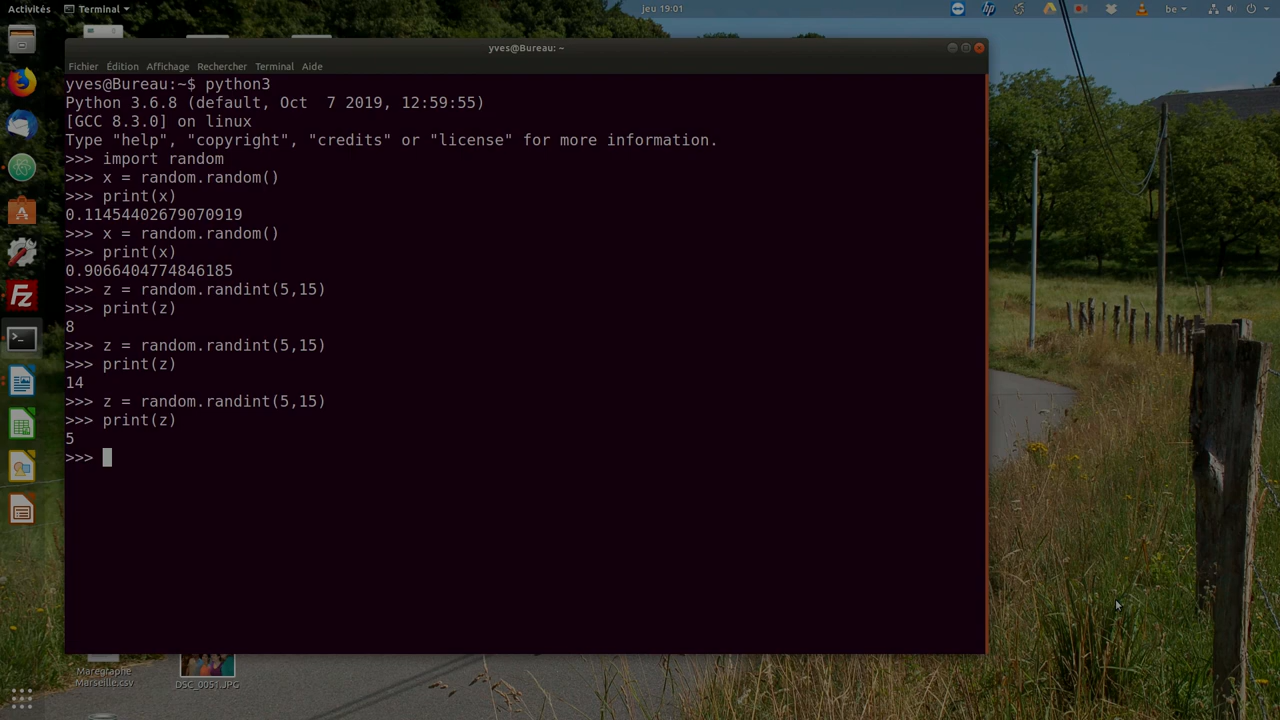 Activités
Terminal
jeu 19:01
be
yves@Bureau: ~
Fichier Édition Affichage Rechercher Terminal Aide
yves@Bureau:~$ python3
Python 3.6.8 (default, Oct  7 2019, 12:59:55)
[GCC 8.3.0] on linux
Type "help", "copyright", "credits" or "license" for more information.
>>> import random
>>> x = random.random()
>>> print(x)
0.11454402679070919
>>> x = random.random()
>>> print(x)
0.9066404774846185
>>> z = random.randint(5,15)
>>> print(z)
8
>>> z = random.randint(5,15)
>>> print(z)
14
>>> z = random.randint(5,15)
>>> print(z)
5
>>>
Maregraphe
Marseille.csv
DSC_0051.JPG